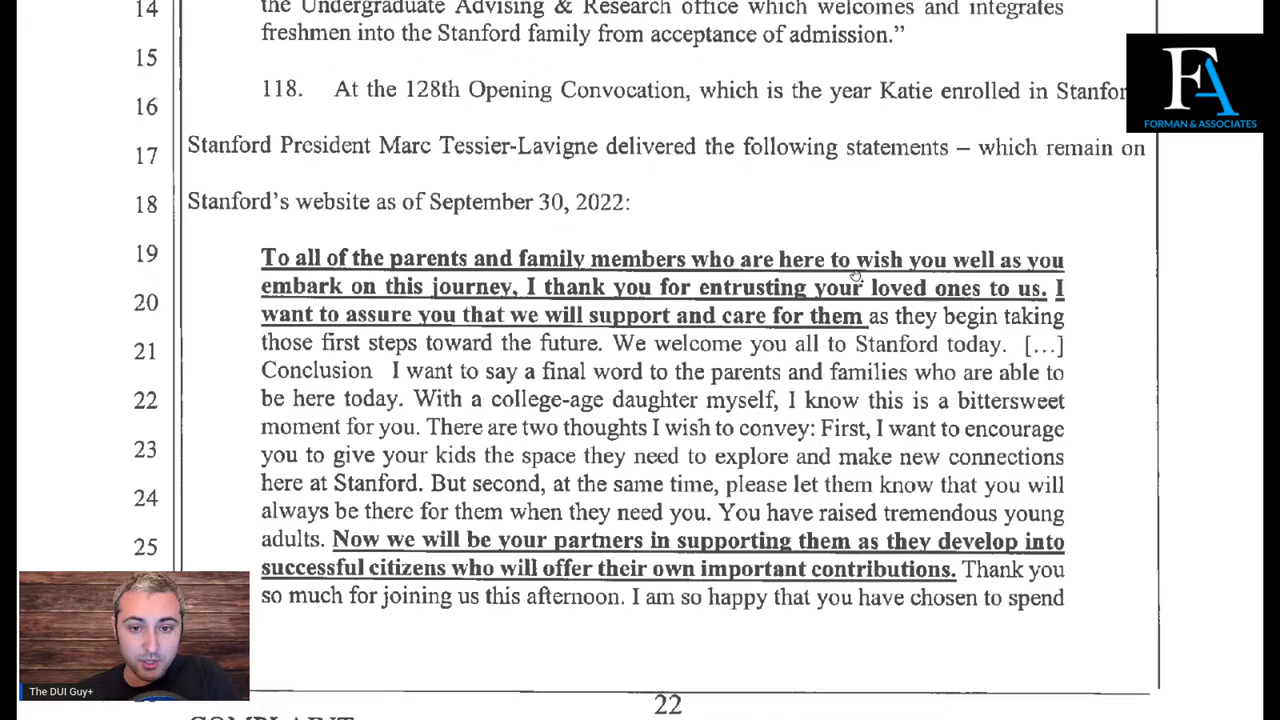 14
the Undergraduate Advising & Research office which welcomes and integrates
freshmen into the Stanford family from acceptance of admission.”
15
118. At the 128th Opening Convocation, which is the year Katie enrolled in
16
Stanford President Marc Tessier-Lavigne delivered the following statements – which remain on
17
Stanford’s website as of September 30, 2022:
18
To all of the parents and family members who are here to wish you well as you
19
embark on this journey, I thank you for entrusting your loved ones to us. I
20
want to assure you that we will support and care for them as they begin taking
those first steps toward the future. We welcome you all to Stanford today. […]
21
Conclusion I want to say a final word to the parents and families who are able to
be here today. With a college-age daughter myself, I know this is a bittersweet
22
moment for you. There are two thoughts I wish to convey: First, I want to encourage
you to give your kids the space they need to explore and make new connections
23
here at Stanford. But second, at the same time, please let them know that you will
24
always be there for them when they need you. You have raised tremendous young
adults. Now we will be your partners in supporting them as they develop into
25
successful citizens who will offer their own important contributions. Thank you
so much for joining us this afternoon. I am so happy that you have chosen to spend
22
FA
FORMAN & ASSOCIATES
The DUI Guy+